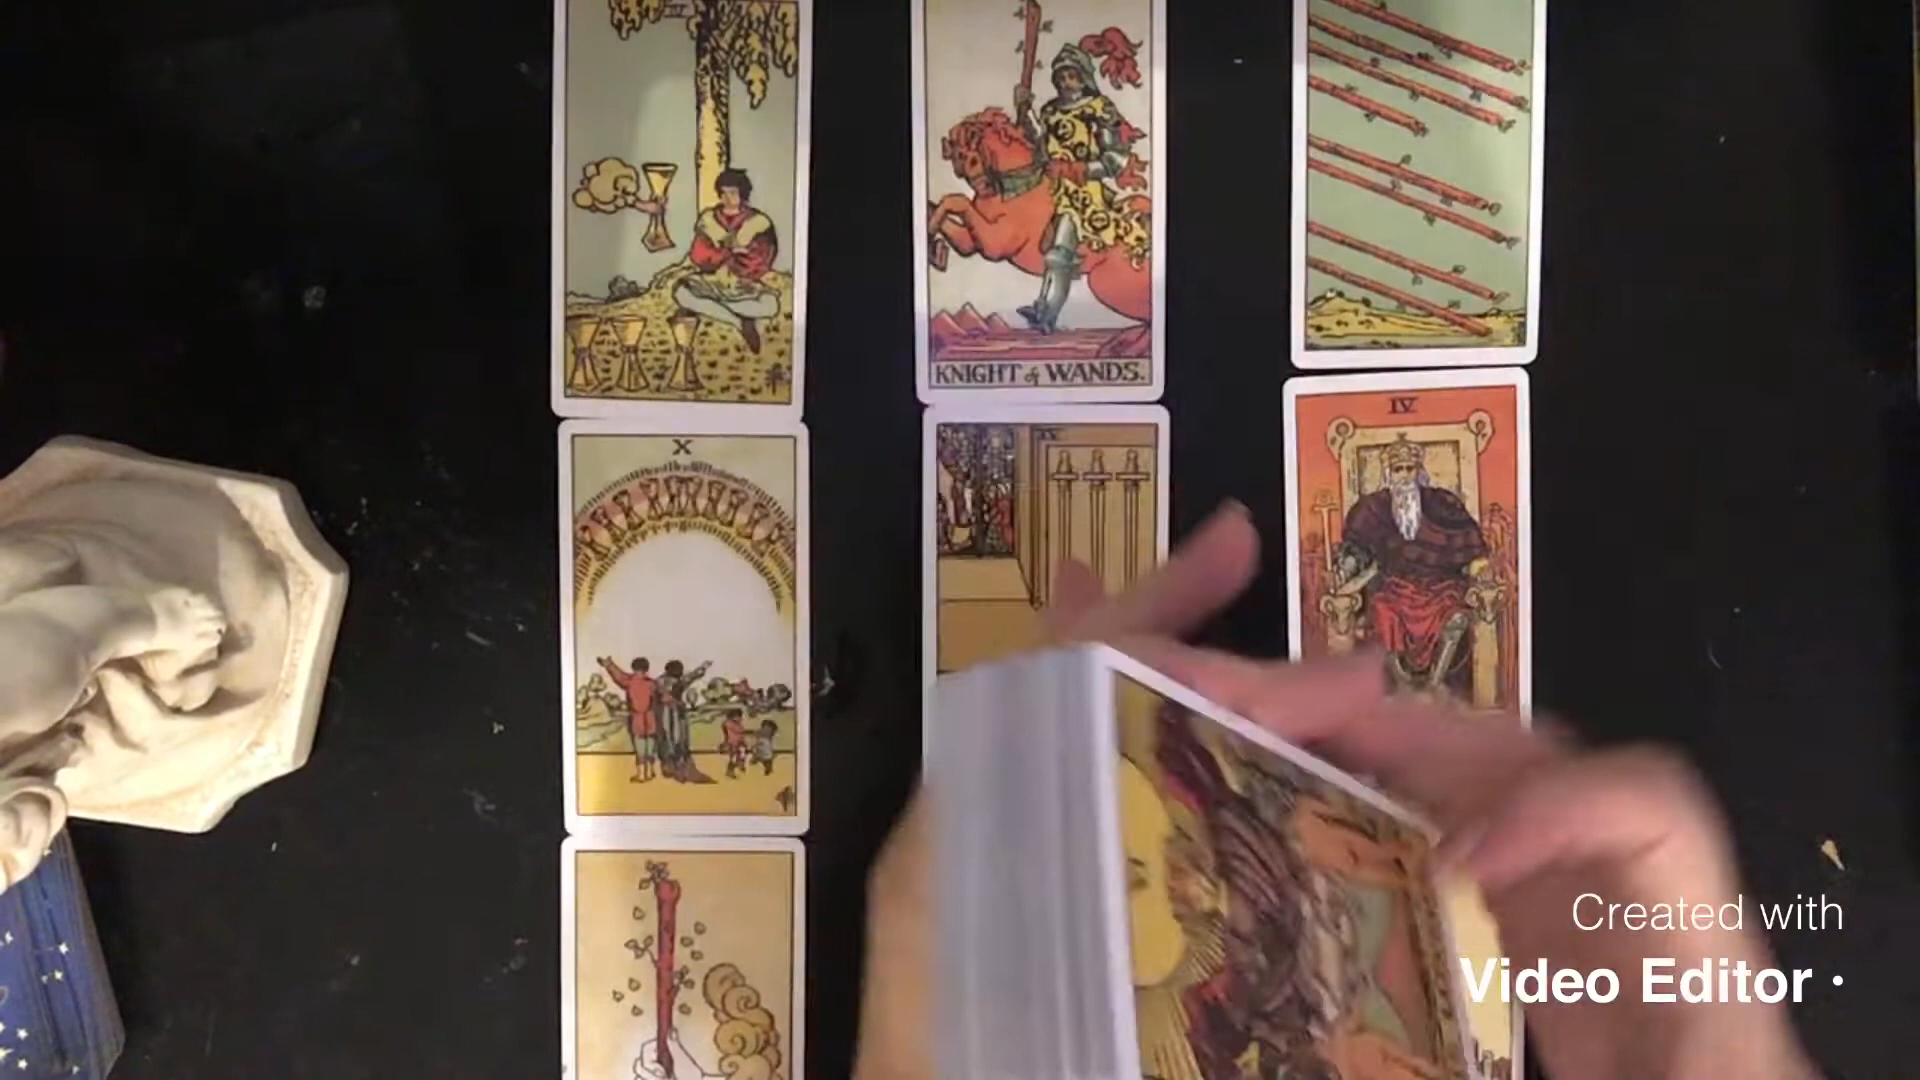 KNIGHT of WANDS.
IV
X
Created with
Video Editor •